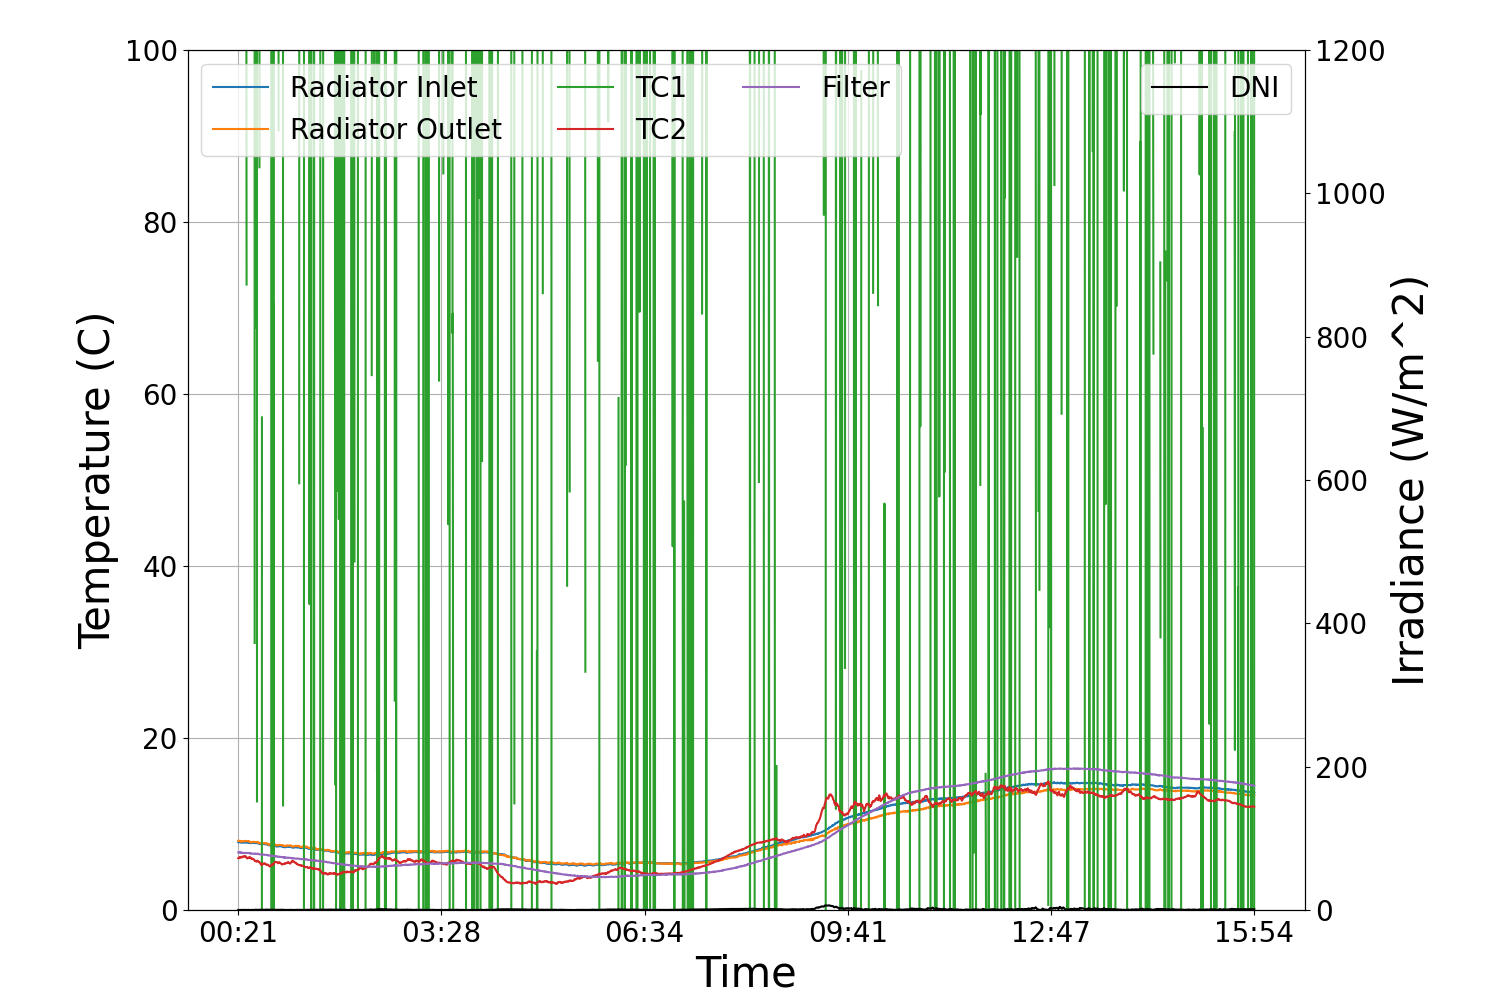 100
80
60
40
20
0
Temperature (C)
Radiator Inlet
Radiator Outlet
TC1
TC2
Filter
DNI
1200
1000
800
600
400
200
0
Irradiance (W/m^2)
00:21 03:28 06:34 09:41 12:47 15:54
Time